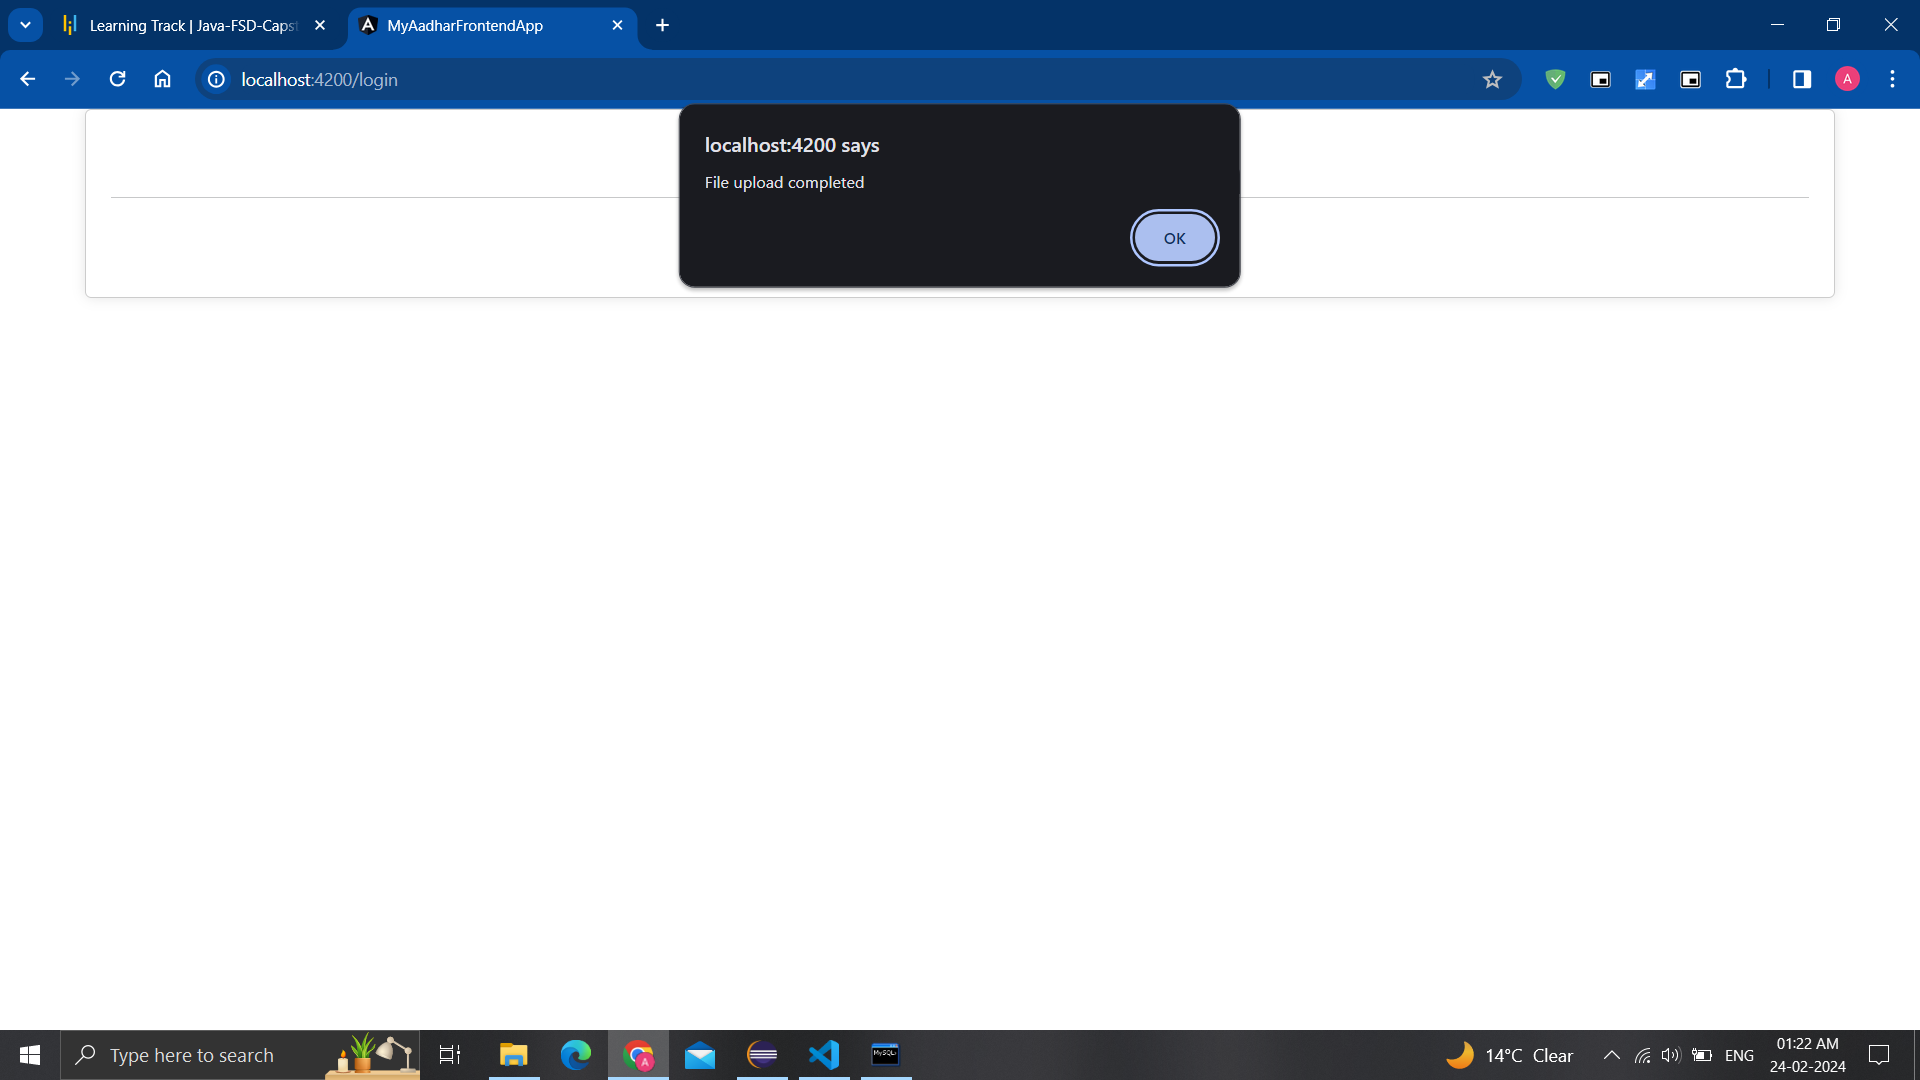 Learning Track | Java-FSD-Capst
MyAadharFrontendApp
localhost:4200/login
A
localhost:4200 says
File upload completed
OK
Type here to search
A
MySQL
14°C Clear
ENG
01:22 AM
24-02-2024